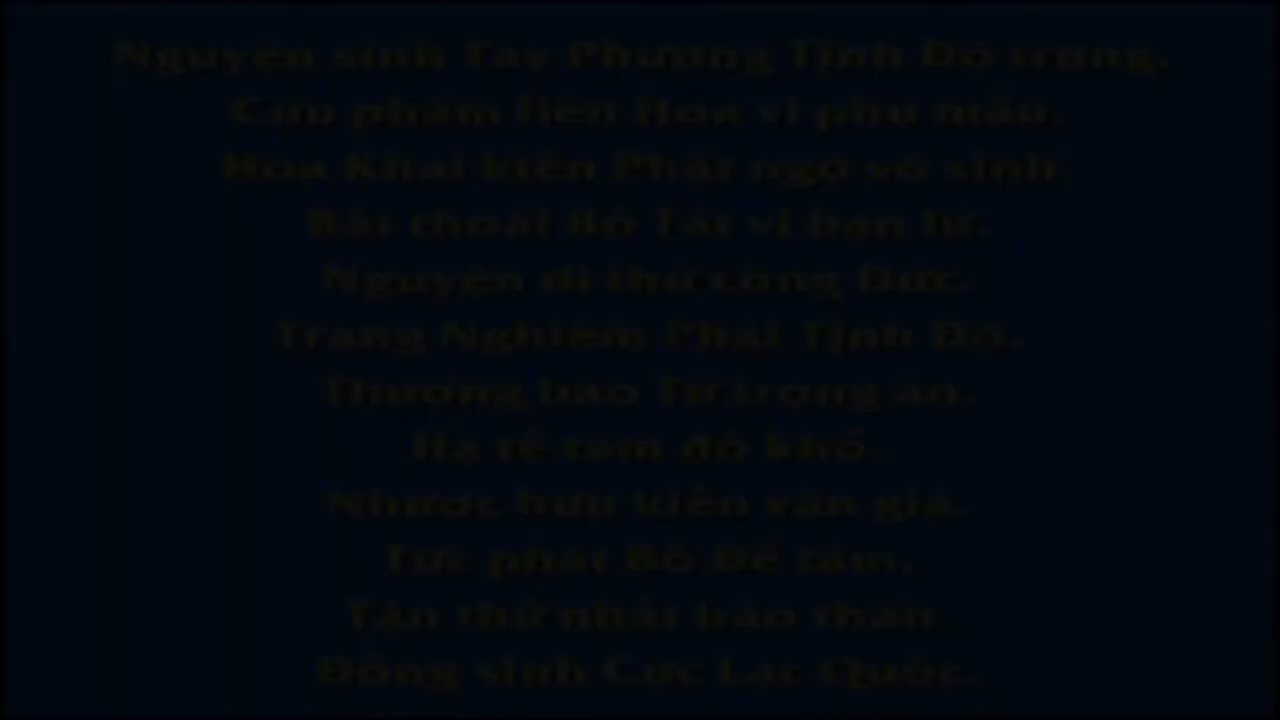 Nguyện sinh Tây Phương Tịnh Độ trung,
Cửu phẩm liên Hoa vi phụ mẫu,
Hoa Khai kiến Phật ngộ vô sinh
Bất thoái Bồ Tát vi bạn lữ.
Nguyện dĩ thử công Đức.
Trang Nghiêm Phật Tịnh Độ.
Thượng báo Tứ trọng ân.
Hạ tế tam đồ khổ.
Nhược hữu kiến văn giả.
Tức phát Bồ Đề tâm.
Tận thử nhất báo thân.
Đồng sinh Cực Lạc Quốc.